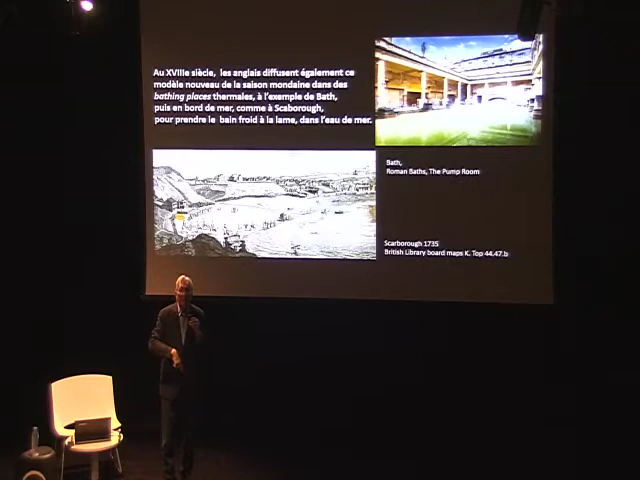 Au XVIIIe siècle, les anglais diffusent également ce
modèle nouveau de la saison mondaine dans des
bathing places thermales, à l'exemple de Bath,
puis en bord de mer, comme à Scaborough,
pour prendre le bain froid à la lame, dans l'eau de mer.
Bath,
Roman Baths, The Pump Room
Scarborough 1735
British Library board maps K. Top 44.47.b